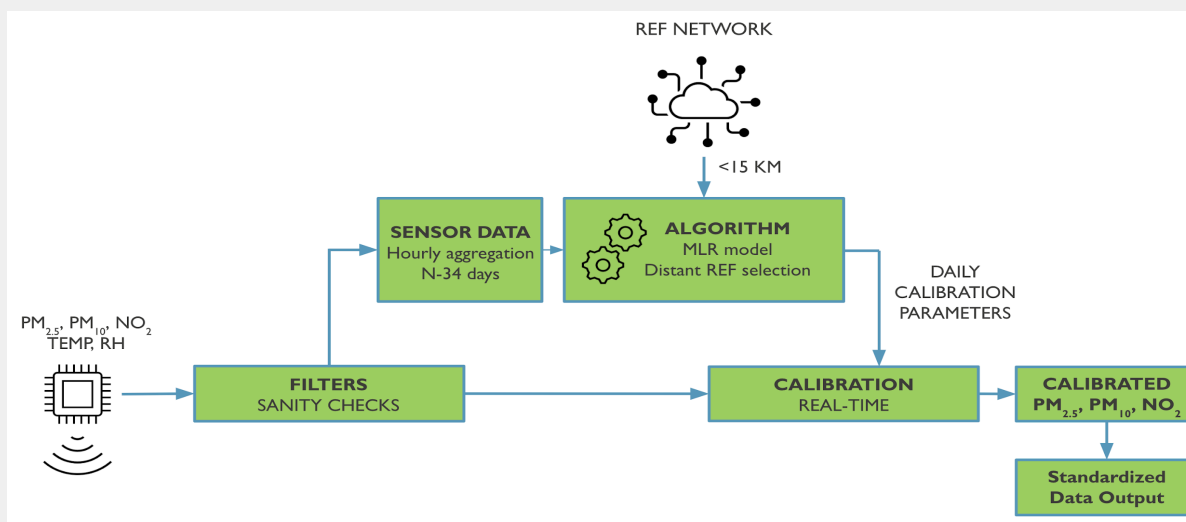 REF NETWORK
<15 KM
SENSOR DATA
Hourly aggregation
N-34 days
ALGORITHM
MLR model
Distant REF selection
DAILY
CALIBRATION
PARAMETERS
PM2.5, PM10, NO2
TEMP, RH
FILTERS
SANITY CHECKS
CALIBRATION
REAL-TIME
CALIBRATED
PM2.5, PM10, NO2
Standardized
Data Output